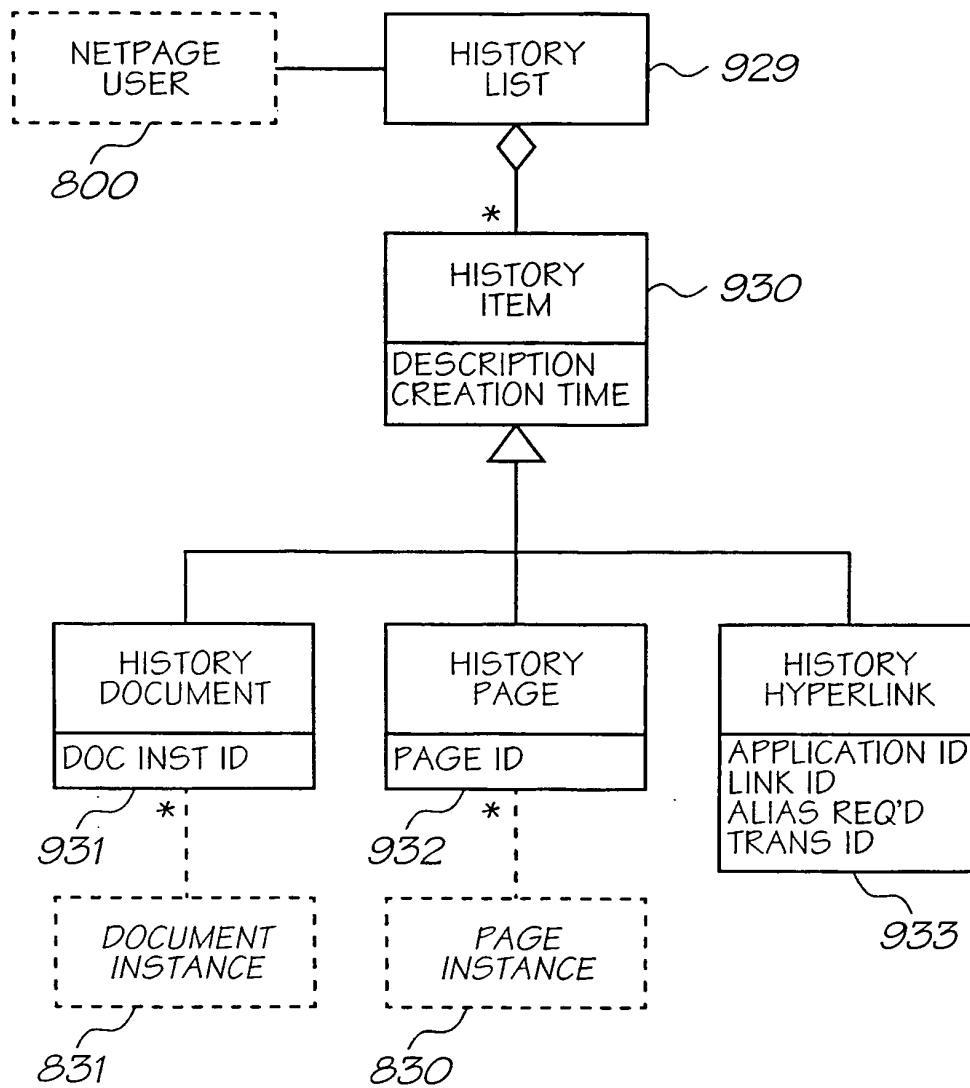 NETPAGE
USER
800
HISTORY
LIST
929
*
HISTORY
ITEM
930
DESCRIPTION
CREATION TIME
HISTORY
DOCUMENT
DOC INST ID
931
*
HISTORY
PAGE
PAGE ID
932
*
HISTORY
HYPERLINK
APPLICATION ID
LINK ID
ALIAS REQ'D
TRANS ID
933
DOCUMENT
INSTANCE
831
PAGE
INSTANCE
830